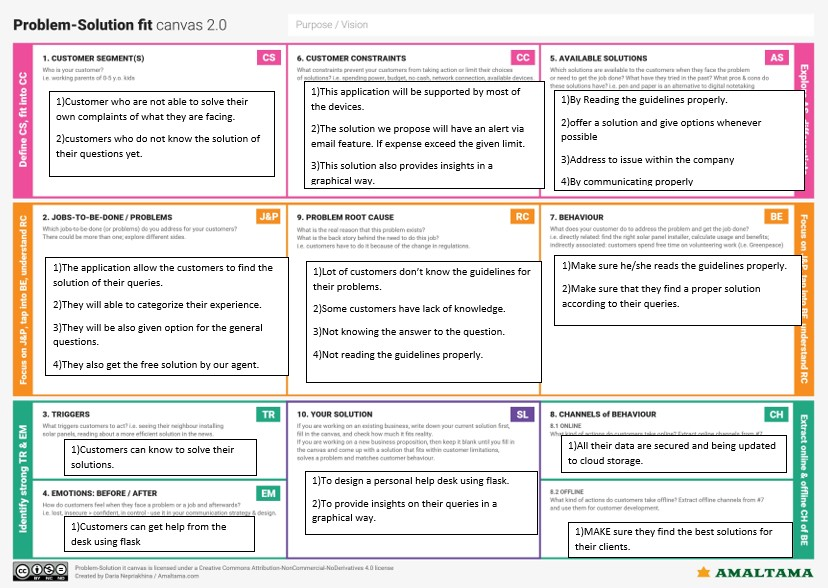 Problem-Solution fit canvas 2.0
Purpose / Vision
Define CS, fit into CC
1. CUSTOMER SEGMENT(S)
CS
Who is your customer?
i.e. working parents of 0-5 y.o. kids
1)Customer who are not able to solve their
own complaints of what they are facing.
2)customers who do not know the solution of
their questions yet.
6. CUSTOMER CONSTRAINTS
CC
What constraints prevent your customers from taking action or limit their choices
of solutions? i.e. spending power, budget, no cash, network connection, available devices.
1)This application will be supported by most of
the devices.
2)The solution we propose will have an alert via
email feature. If expense exceed the given limit.
3)This solution also provides insights in a
graphical way.
5. AVAILABLE SOLUTIONS
AS
Which solutions are available to the customers when they face the problem
or need to get the job done? What have they tried in the past? What pros & cons do
these solutions have? i.e. pen and paper is an alternative to digital notetaking
1)By Reading the guidelines properly.
2)offer a solution and give options whenever
possible
3)Address to issue within the company
4)By communicating properly
Focus on J&P, tap into BE, understand RC
2. JOBS-TO-BE-DONE / PROBLEMS
J&P
Which jobs-to-be-done (or problems) do you address for your customers?
There could be more than one; explore different sides.
1)The application allow the customers to find the
solution of their queries.
2)They will able to categorize their experience.
3)They will be also given option for the general
questions.
4)They also get the free solution by our agent.
9. PROBLEM ROOT CAUSE
RC
What is the real reason that this problem exists?
What is the back story behind the need to do this job?
i.e. customers have to do it because of the change in regulations.
1)Lot of customers don't know the guidelines for
their problems.
2)Some customers have lack of knowledge.
3)Not knowing the answer to the question.
4)Not reading the guidelines properly.
7. BEHAVIOUR
BE
What does your customer do to address the problem and get the job done?
i.e. directly related: find the right solar panel installer, calculate usage and benefits;
indirectly associated: customers spend free time on volunteering work (i.e. Greenpeace)
1)Make sure he/she reads the guidelines properly.
2)Make sure that they find a proper solution
according to their queries.
Focus on J&P, tap into BE, understand RC
Identify strong TR & EM
3. TRIGGERS
TR
What triggers customers to act? i.e. seeing their neighbour installing
solar panels, reading about a more efficient solution in the news.
1)Customers can know to solve their
solutions.
4. EMOTIONS: BEFORE / AFTER
EM
How do customers feel when they face a problem or a job and afterwards?
i.e. lost, insecure > confident, in control - use it in your communication strategy & design.
1)Customers can get help from the
desk using flask
10. YOUR SOLUTION
SL
If you are working on an existing business, write down your current solution first,
fill in the canvas, and check how much it fits reality.
If you are working on a new business proposition, then keep it blank until you fill in
the canvas and come up with a solution that fits within customer limitations,
solves a problem and matches customer behaviour.
1)To design a personal help desk using flask.
2)To provide insights on their queries in a
graphical way.
8. CHANNELS of BEHAVIOUR
CH
8.1 ONLINE
What kind of actions do customers take online? Extract online channels from #7
1)All their data are secured and being updated
to cloud storage.
8.2 OFFLINE
What kind of actions do customers take offline? Extract offline channels from #7
and use them for customer development.
1)MAKE sure they find the best solutions for
their clients.
Extract online & offline CH of BE
CC BY NC ND
Problem-Solution fit canvas is licensed under a Creative Commons Attribution-NonCommercial-NoDerivatives 4.0 license
Created by Daria Nepriakhina / Amaltama.com
AMALTAMA